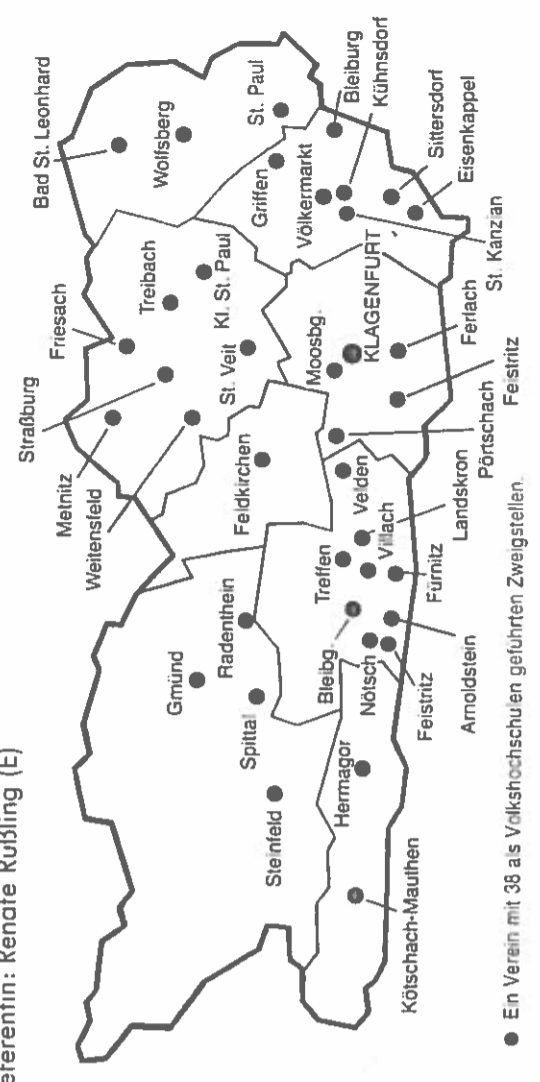 eferentin: Renate Rußling (E)
Bad St. Leonhard
Wolfsberg
St. Paul
Friesach
Straßburg
Treibach
Metnitz
Weitensfeld
Kl. St. Paul
St. Veit
Griffen
Völkermarkt
Bleiburg
Kühnsdorf
Sittersdorf
Eisenkappel
St. Kanzian
Feldkirchen
Moosbg.
KLAGENFURT
Ferlach
Feistritz
Pörtschach
Gmünd
Radenthein
Spittal
Steinfeld
Treffen
Velden
Villach
Landskron
Fürnitz
Bleibg.
Nötsch
Arnoldstein
Feistritz
Hermagor
Kötschach-Mauthen
● Ein Verein mit 38 als Volkshochschulen geführten Zweigstellen.